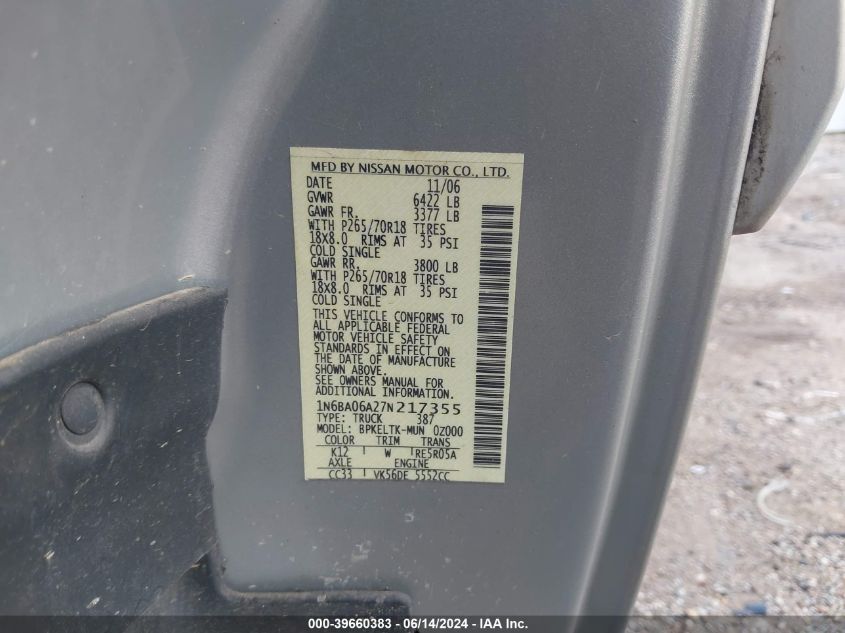 MFD BY NISSAN MOTOR CO., LTD.
DATE 11/06
GVWR 6422 LB
GAWR FR. 3377 LB
WITH P265/70R18 TIRES
18X8.0 RIMS AT 35 PSI
COLD SINGLE
GAWR RR. 3800 LB
WITH P265/70R18 TIRES
18X8.0 RIMS AT 35 PSI
COLD SINGLE
THIS VEHICLE CONFORMS TO
ALL APPLICABLE FEDERAL
MOTOR VEHICLE SAFETY
STANDARDS IN EFFECT ON
THE DATE OF MANUFACTURE
SHOWN ABOVE.
SEE OWNERS MANUAL FOR
ADDITIONAL INFORMATION.
1N6BA06A27N217355
TYPE: TRUCK 387
MODEL: BPKELTK-MUN 0Z000
COLOR TRIM TRANS
K12 W RE5R05A
AXLE ENGINE
CC33 VK56DE 5552CC
000-39660383 - 06/14/2024 - IAA Inc.